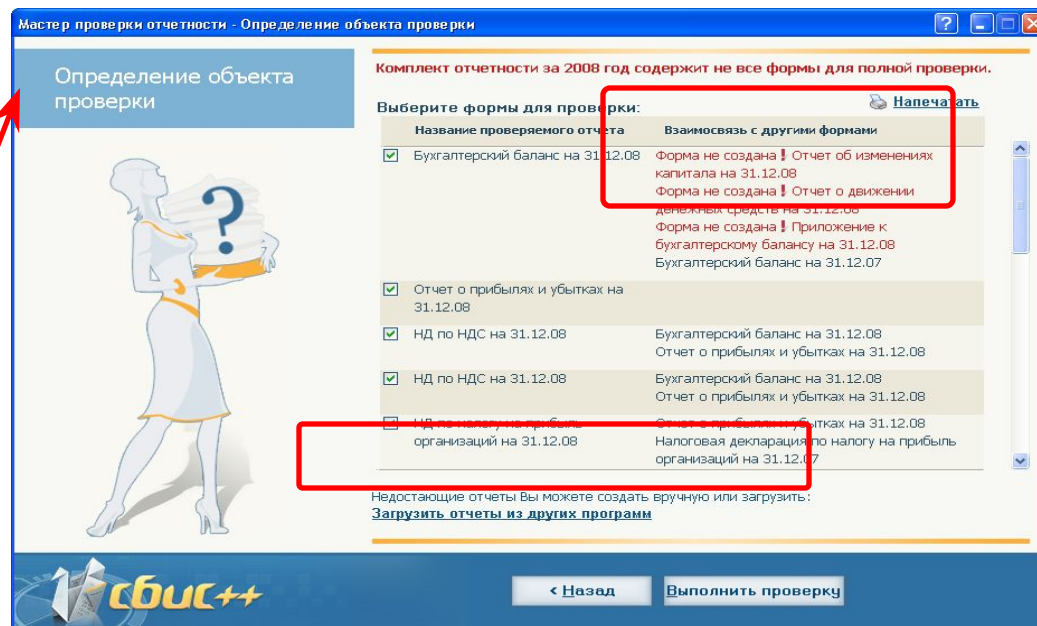 Мастер проверки отчетности - Определение объекта проверки
Определение объекта
проверки
Комплект отчетности за 2008 год содержит не все формы для полной проверки.
Выберите формы для проверки:
Напечатать
Название проверяемого отчета
Взаимосвязь с другими формами
Бухгалтерский баланс на 31.12.08
Форма не создана! Отчет об изменениях
капитала на 31.12.08
Форма не создана! Отчет о движении
денежных средств на 31.12.08
Форма не создана! Приложение к
бухгалтерскому балансу на 31.12.08
Бухгалтерский баланс на 31.12.07
Отчет о прибылях и убытках на
31.12.08
НД по НДС на 31.12.08
Бухгалтерский баланс на 31.12.08
Отчет о прибылях и убытках на 31.12.08
НД по НДС на 31.12.08
Бухгалтерский баланс на 31.12.08
Отчет о прибылях и убытках на 31.12.08
НД по налогу на прибыль
организаций на 31.12.08
Отчет о прибылях и убытках на 31.12.08
Налоговая декларация по налогу на прибыль
организаций на 31.12.07
Недостающие отчеты Вы можете создать вручную или загрузить:
Загрузить отчеты из других программ
сбис++
< Назад
Выполнить проверку